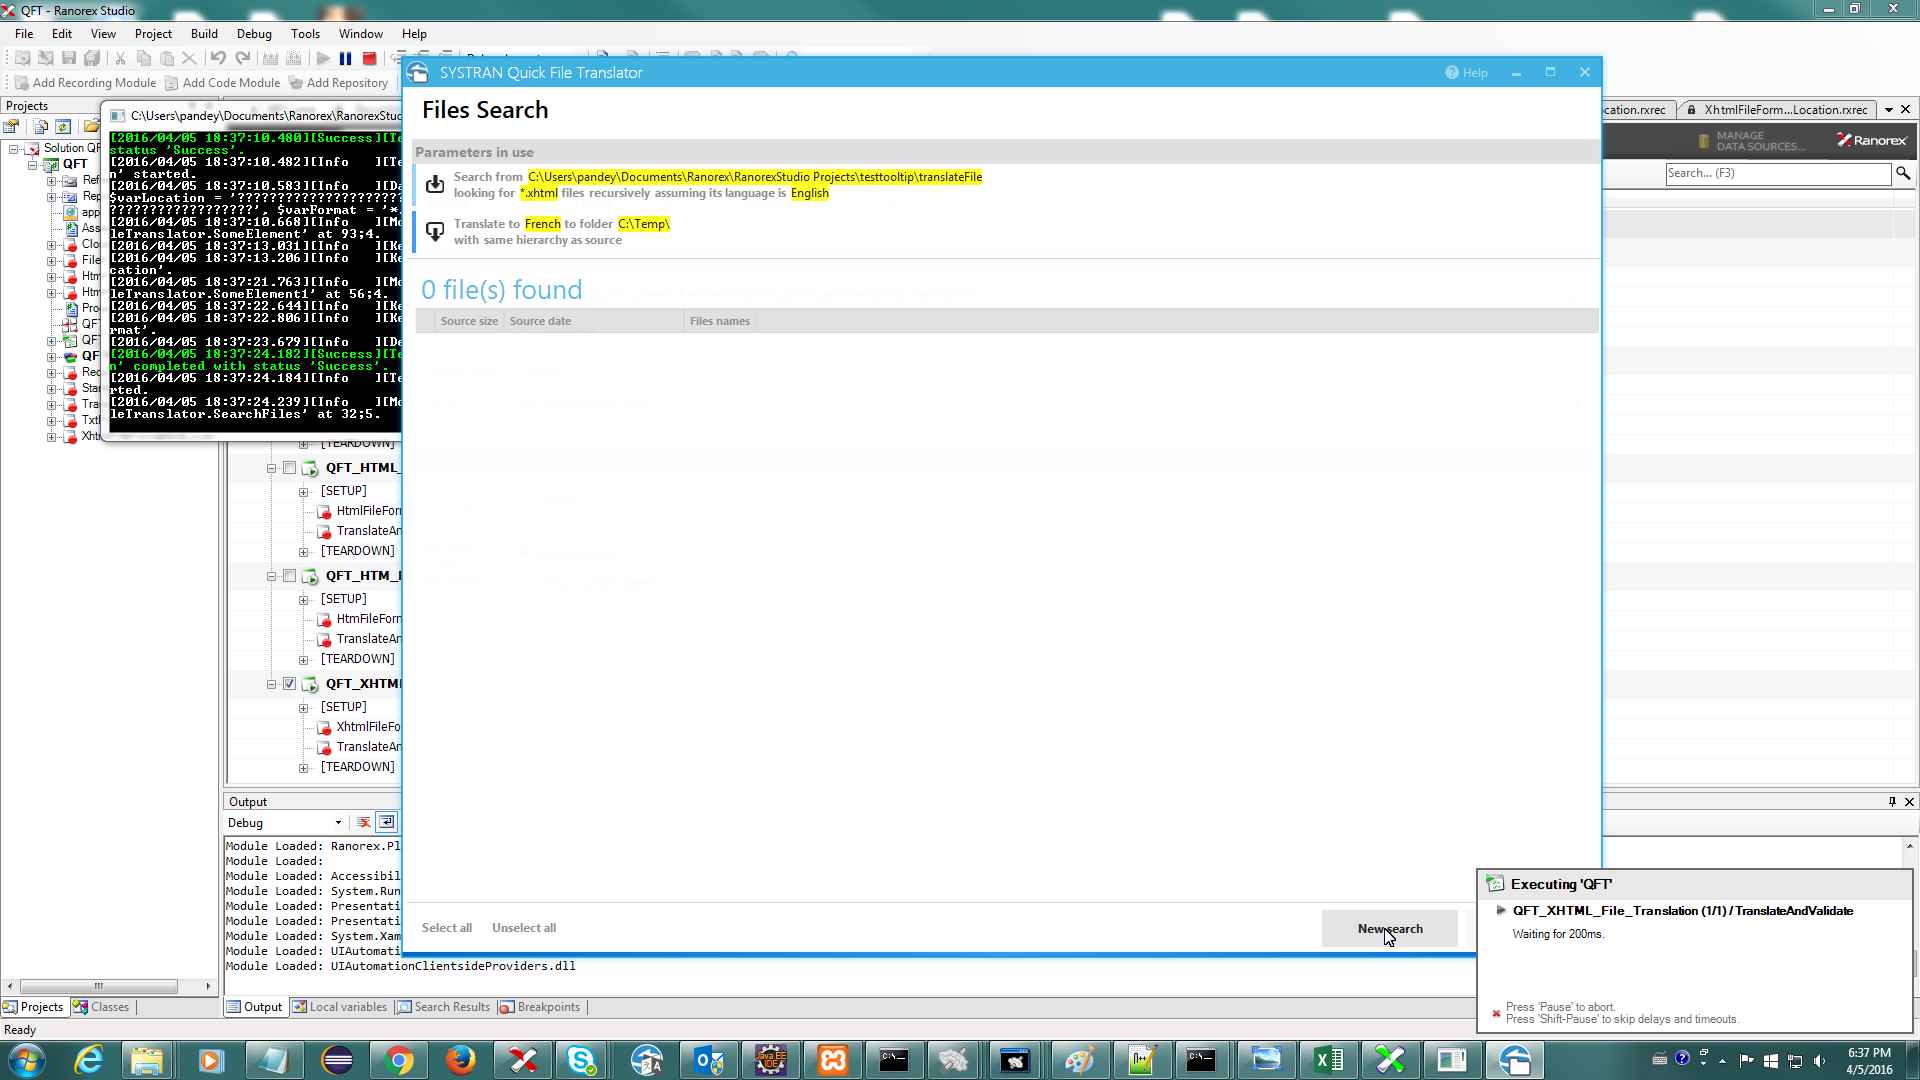 QFT - Ranorex Studio
File Edit View Project Build Debug Tools Window Help
Add Recording Module Add Code Module Add Repository
Projects
Solution QF
QFT
Ref
Rep
app
Ass
Clo
File
Htm
Htm
Pro
QF
QF
QF
Rec
Star
Tra
Txt
Xht
C:\Users\pandey\Documents\Ranorex\RanorexStud
[2016/04/05 18:37:10.480][Success][Te
status 'Success'.
[2016/04/05 18:37:10.482][Info ][Te
n' started.
[2016/04/05 18:37:10.583][Info ][Da
$varLocation = '??????????????????????
??????????????????', $varFormat = '*.
[2016/04/05 18:37:10.668][Info ][Mo
leTranslator.SomeElement' at 93;4.
[2016/04/05 18:37:13.031][Info ][Ke
[2016/04/05 18:37:13.206][Info ][Ke
cation'.
[2016/04/05 18:37:21.763][Info ][Mo
leTranslator.SomeElement1' at 56;4.
[2016/04/05 18:37:22.644][Info ][Ke
[2016/04/05 18:37:22.806][Info ][Ke
rmat'.
[2016/04/05 18:37:23.679][Info ][De
[2016/04/05 18:37:24.182][Success][Te
n' completed with status 'Success'.
[2016/04/05 18:37:24.184][Info ][Te
rted.
[2016/04/05 18:37:24.239][Info ][Mo
leTranslator.SearchFiles' at 32;5.
[TEARDOWN]
QFT_HTML_
[SETUP]
HtmlFileFor
TranslateAn
[TEARDOWN]
QFT_HTM_
[SETUP]
HtmFileForm
TranslateAn
[TEARDOWN]
QFT_XHTML
[SETUP]
XhtmlFileFo
TranslateAn
[TEARDOWN]
SYSTRAN Quick File Translator
Help
Files Search
Parameters in use
Search from C:\Users\pandey\Documents\Ranorex\RanorexStudio Projects\testtooltip\translateFile
looking for *.xhtml files recursively assuming its language is English
Translate to French to folder C:\Temp\
with same hierarchy as source
0 file(s) found
Source size Source date Files names
Select all Unselect all New search
cation.rxrec XhtmlFileForm...Location.rxrec
MANAGE
DATA SOURCES...
Ranorex
Search... (F3)
Output
Debug
Module Loaded: Ranorex.Pl
Module Loaded:
Module Loaded: Accessibil
Module Loaded: System.Run
Module Loaded: Presentati
Module Loaded: Presentati
Module Loaded: System.Xam
Module Loaded: UIAutomati
Module Loaded: UIAutomationClientsideProviders.dll
Projects Classes
Output Local variables Search Results Breakpoints
Ready
Executing 'QFT'
QFT_XHTML_File_Translation (1/1) / TranslateAndValidate
Waiting for 200ms.
Press 'Pause' to abort.
Press 'Shift-Pause' to skip delays and timeouts.
6:37 PM
4/5/2016